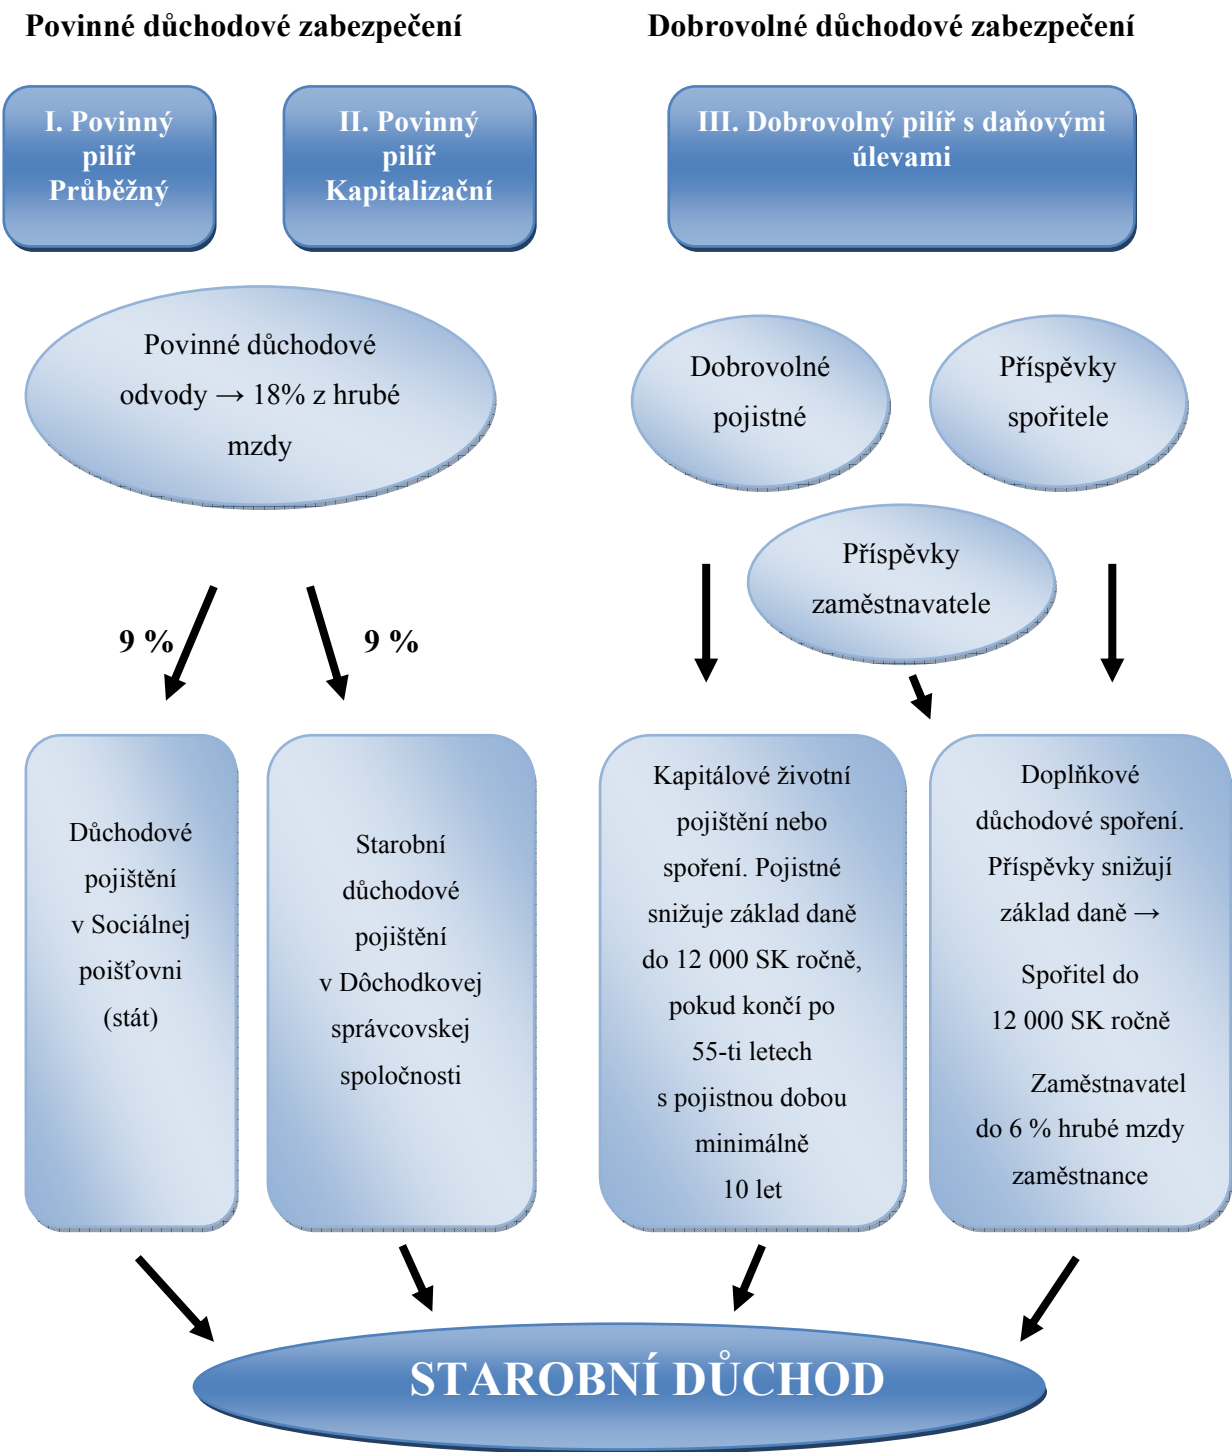 Povinné důchodové zabezpečení
Dobrovolné důchodové zabezpečení
I. Povinný
pilíř
Průběžný
II. Povinný
pilíř
Kapitalizační
III. Dobrovolný pilíř s daňovými
úlevami
Povinné důchodové
odvody → 18% z hrubé
mzdy
Dobrovolné
pojistné
Příspěvky
spořitele
Příspěvky
zaměstnavatele
9 %
9 %
Důchodové
pojištění
v Sociálnej
poišťovni
(stát)
Starobní
důchodové
pojištění
v Dôchodkovej
správcovskej
spoločnosti
Kapitálové životní
pojištění nebo
spoření. Pojistné
snižuje základ daně
do 12 000 SK ročně,
pokud končí po
55-ti letech
s pojistnou dobou
minimálně
10 let
Doplňkové
důchodové spoření.
Příspěvky snižují
základ daně →
Spořitel do
12 000 SK ročně
Zaměstnavatel
do 6 % hrubé mzdy
zaměstnance
STAROBNÍ DŮCHOD